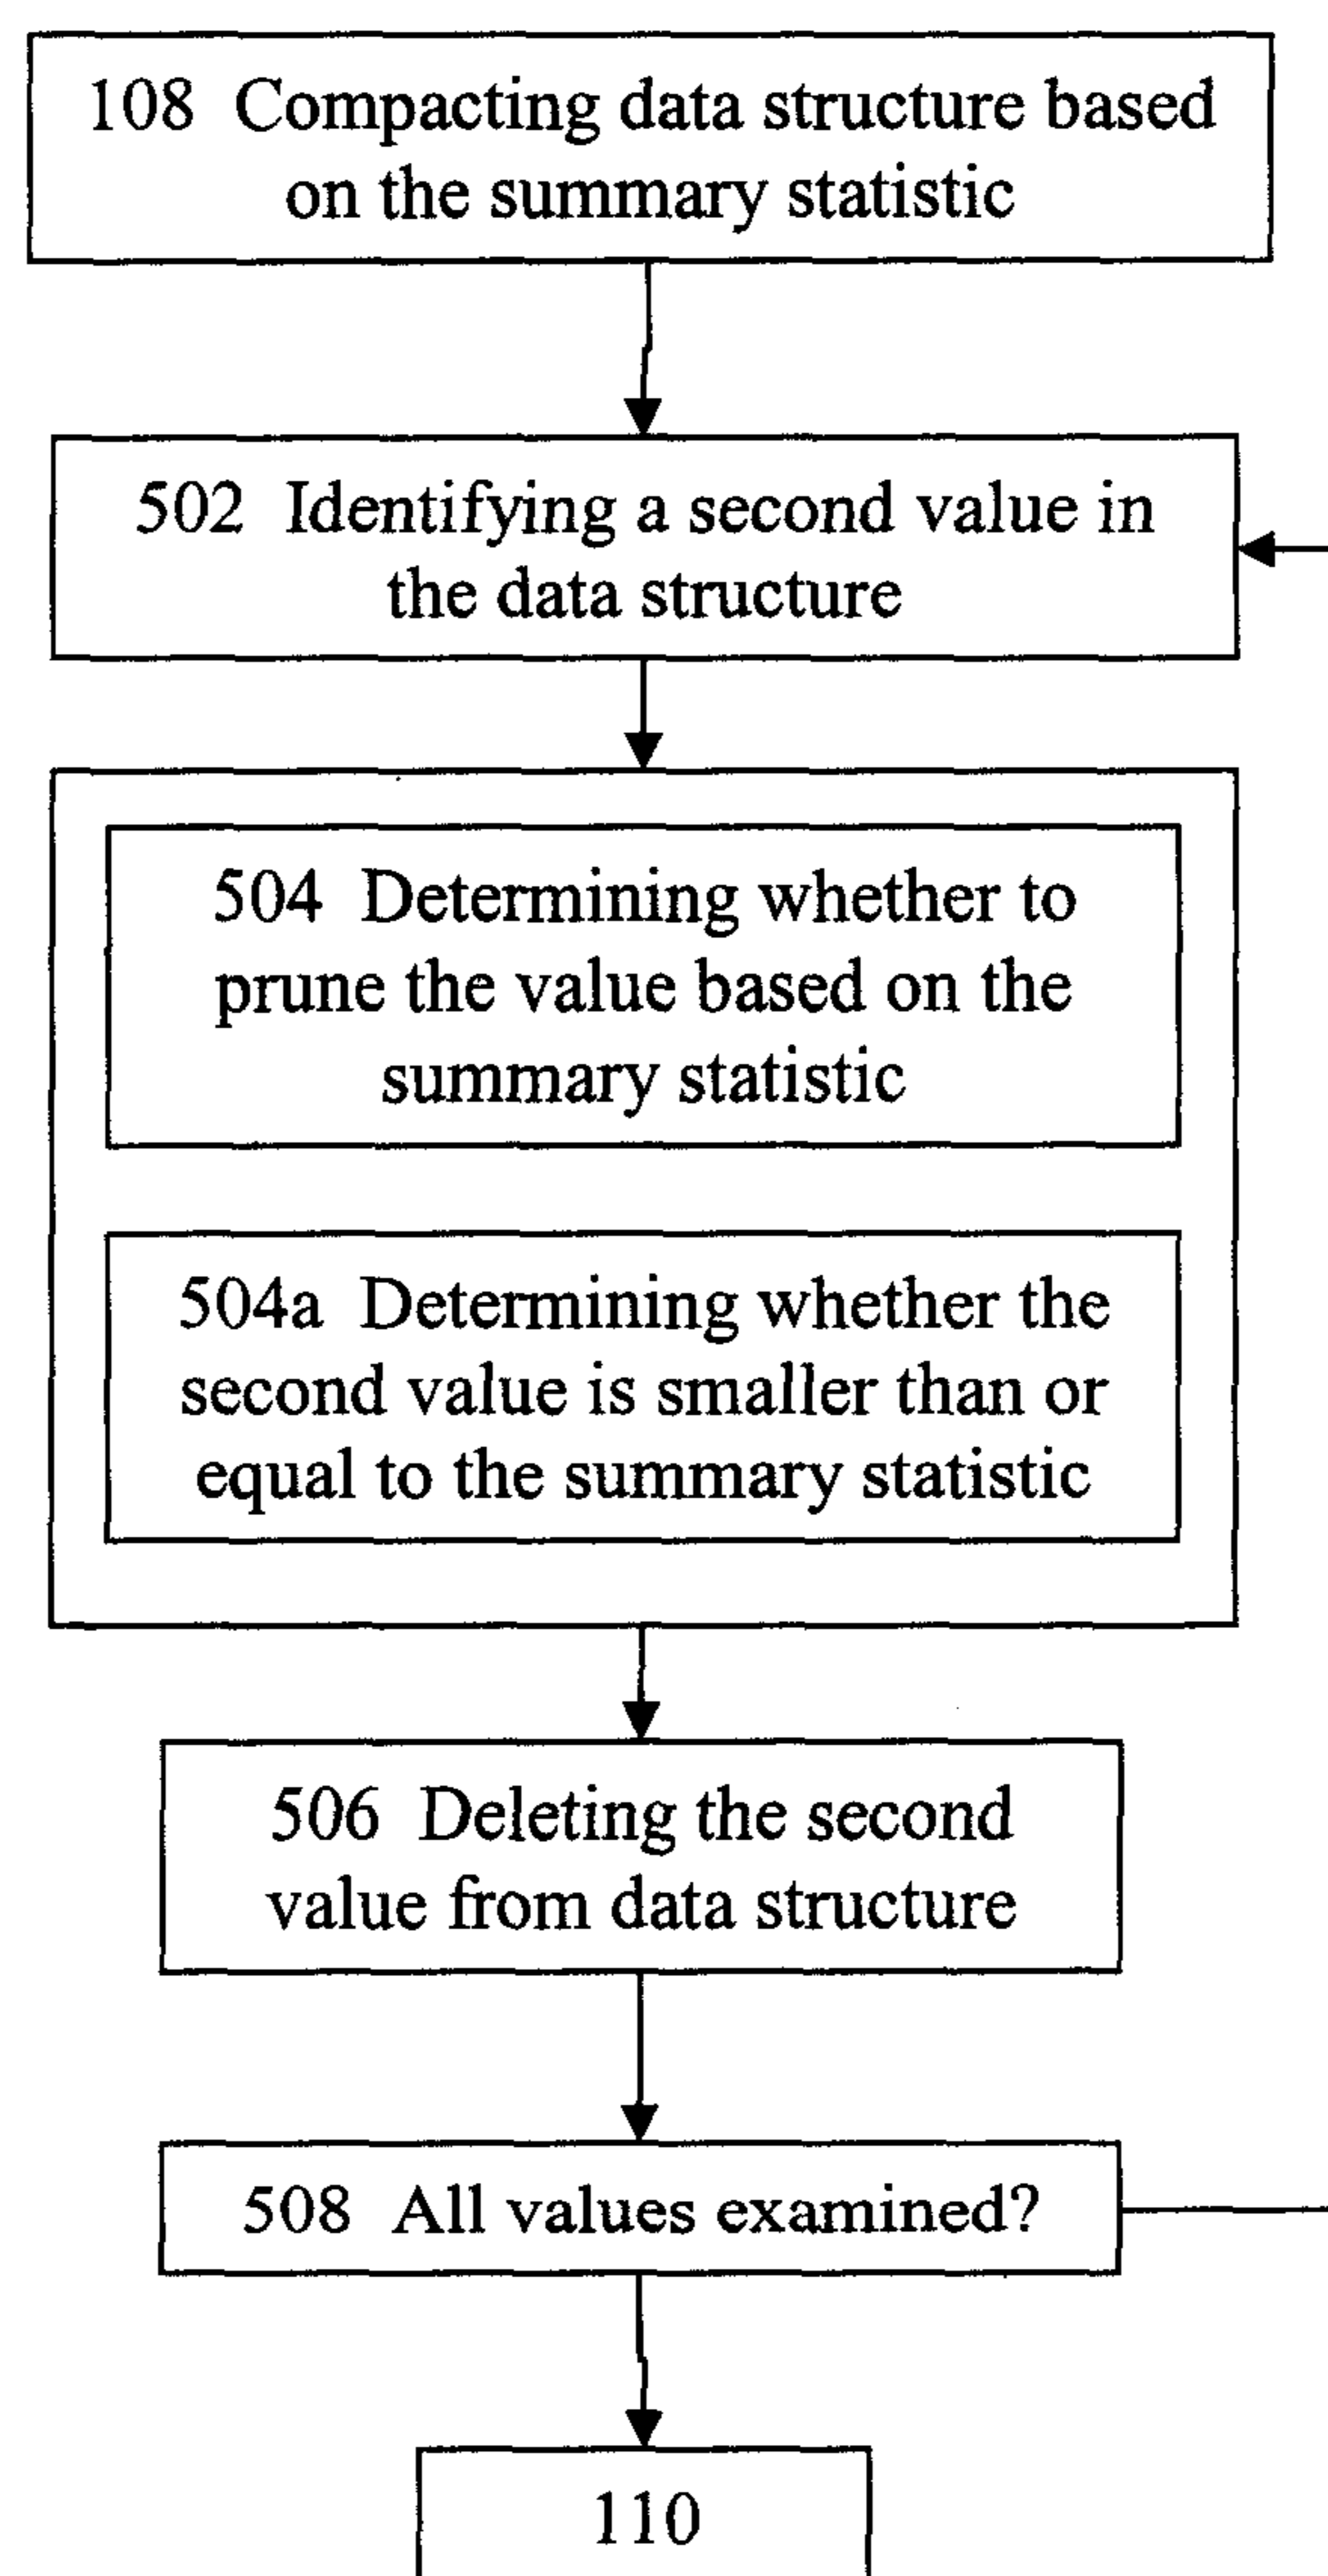 108 Compacting data structure based
on the summary statistic
502 Identifying a second value in
the data structure
504 Determining whether to
prune the value based on the
summary statistic
504a Determining whether the
second value is smaller than or
equal to the summary statistic
506 Deleting the second
value from data structure
508 All values examined?
110